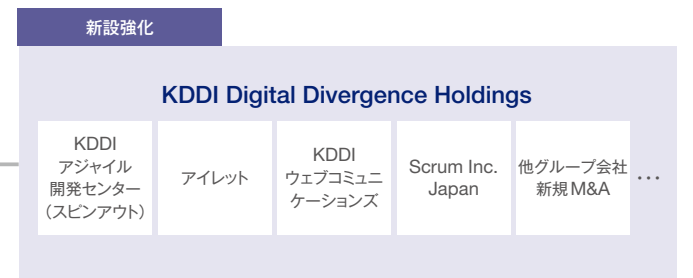 新設強化
KDDI Digital Divergence Holdings
KDDI
アジャイル
開発センター
（スピンアウト）
アイレット
KDDI
ウェブコミュニ
ケーションズ
Scrum Inc.
Japan
他グループ会社
新規M&A
…